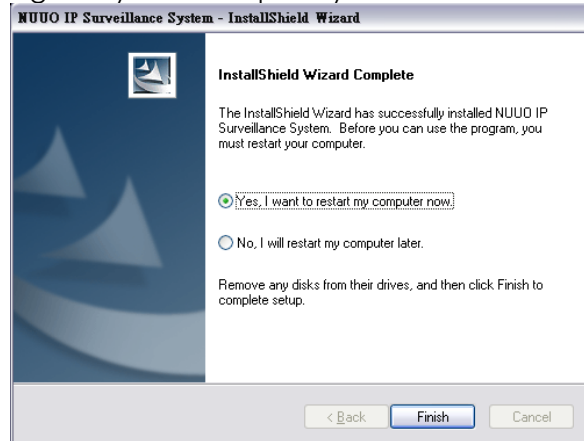 NUUO IP Surveillance System - InstallShield Wizard
InstallShield Wizard Complete
The InstallShield Wizard has successfully installed NUUO IP
Surveillance System. Before you can use the program, you
must restart your computer.
Yes, I want to restart my computer now.
No, I will restart my computer later.
Remove any disks from their drives, and then click Finish to
complete setup.
< Back
Finish
Cancel